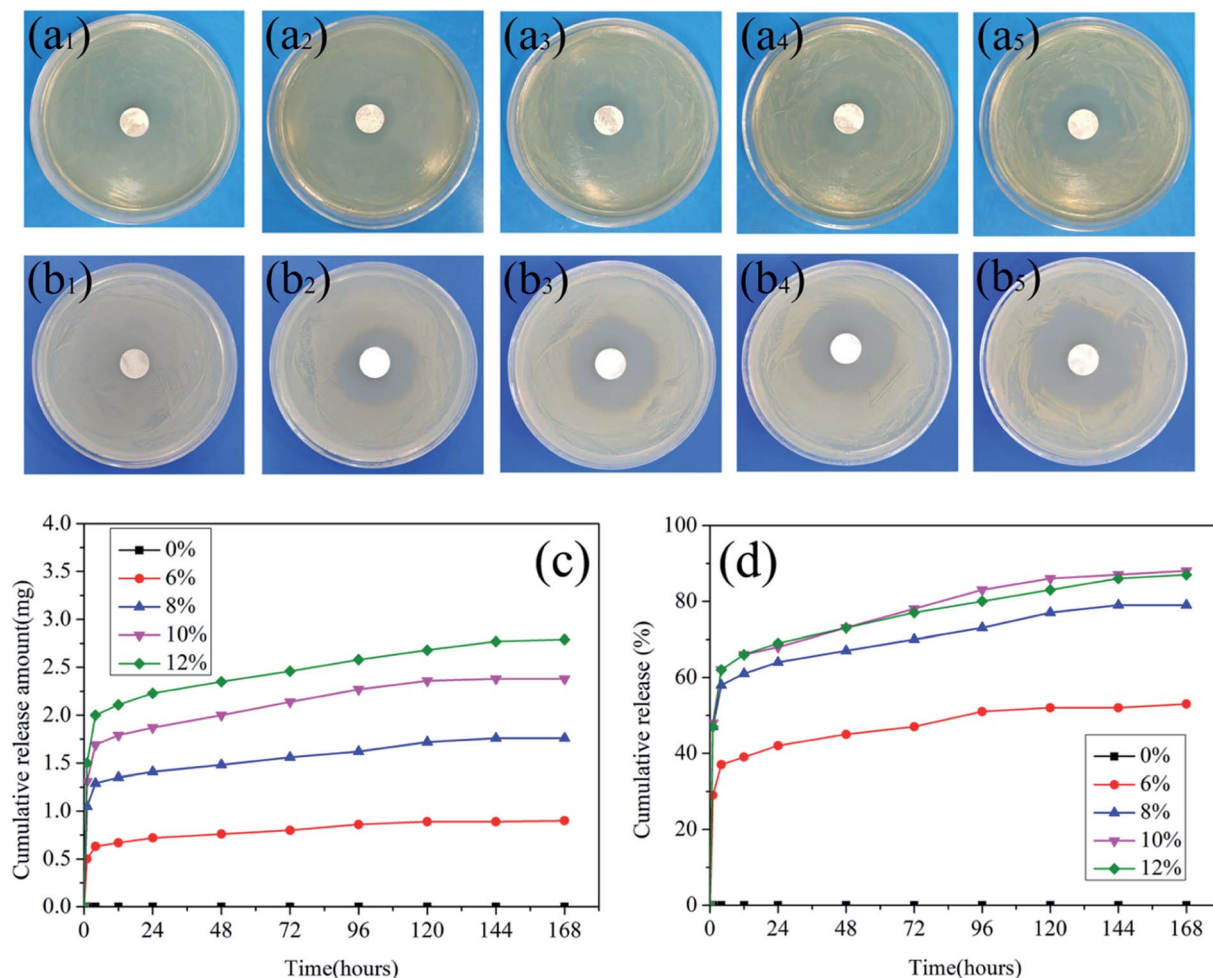 (a1) (a2) (a3) (a4) (a5)
(b1) (b2) (b3) (b4) (b5)
(c)
4.0
3.5
3.0
2.5
2.0
1.5
1.0
0.5
0.0
Cumulative release amount(mg)
0%
6%
8%
10%
12%
0 24 48 72 96 120 144 168
Time(hours)
(d)
100
80
60
40
20
0
Cumulative release (%)
0%
6%
8%
10%
12%
0 24 48 72 96 120 144 168
Time(hours)